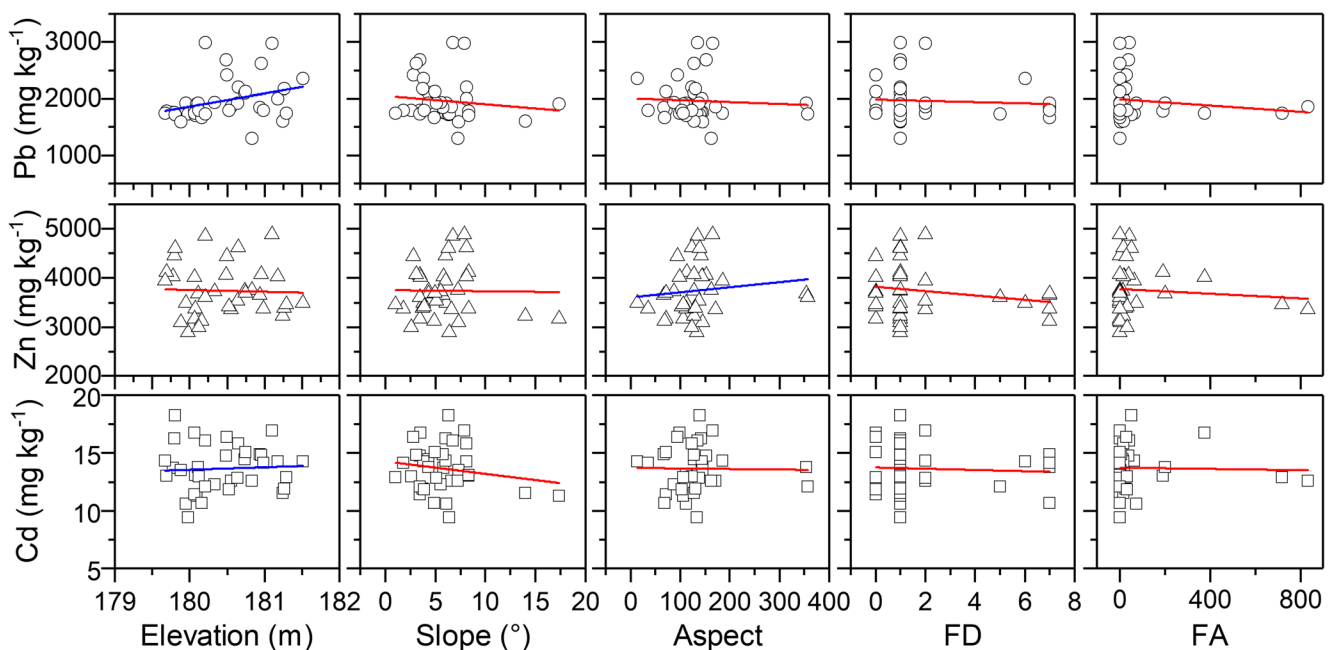 Pb (mg kg⁻¹)
3000
2000
1000
Zn (mg kg⁻¹)
5000
4000
3000
2000
Cd (mg kg⁻¹)
20
15
10
5
179 180 181 182
0 5 10 15 20
0 100 200 300 400
0 2 4 6 8
0 200 400 600 800
Elevation (m)
Slope (°)
Aspect
FD
FA